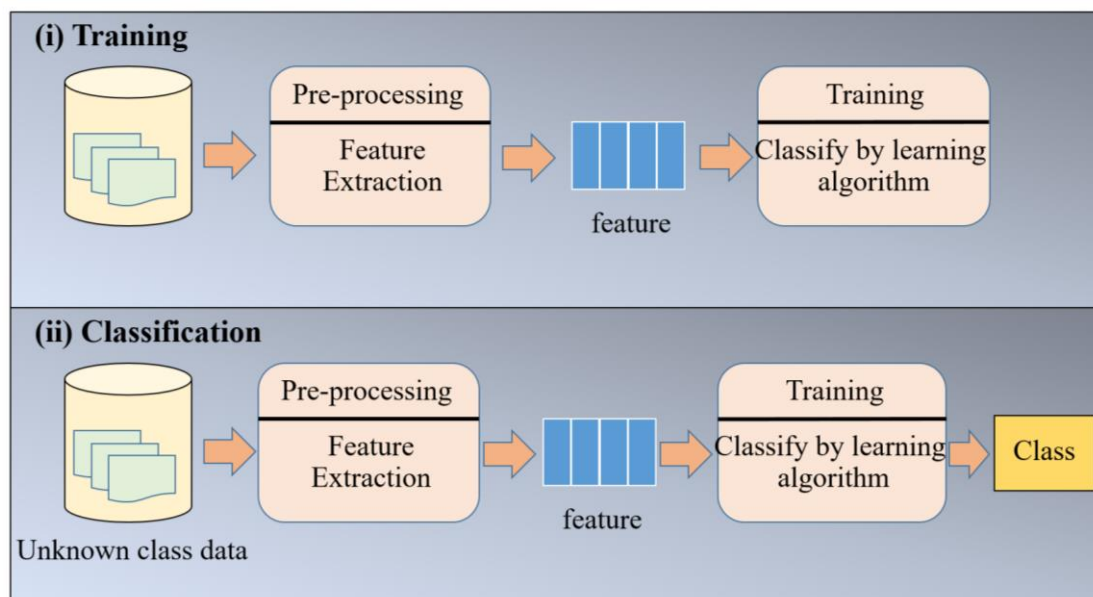 (i) Training
Pre-processing
Feature
Extraction
feature
Training
Classify by learning
algorithm
(ii) Classification
Unknown class data
Pre-processing
Feature
Extraction
feature
Training
Classify by learning
algorithm
Class